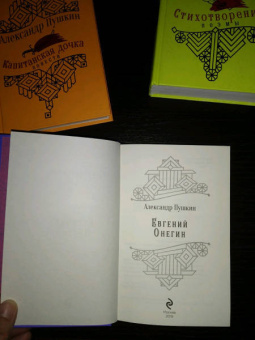 Александр Пушкин
Капитанская дочка
Стихотворения
Александр Пушкин
Евгений
Онегин